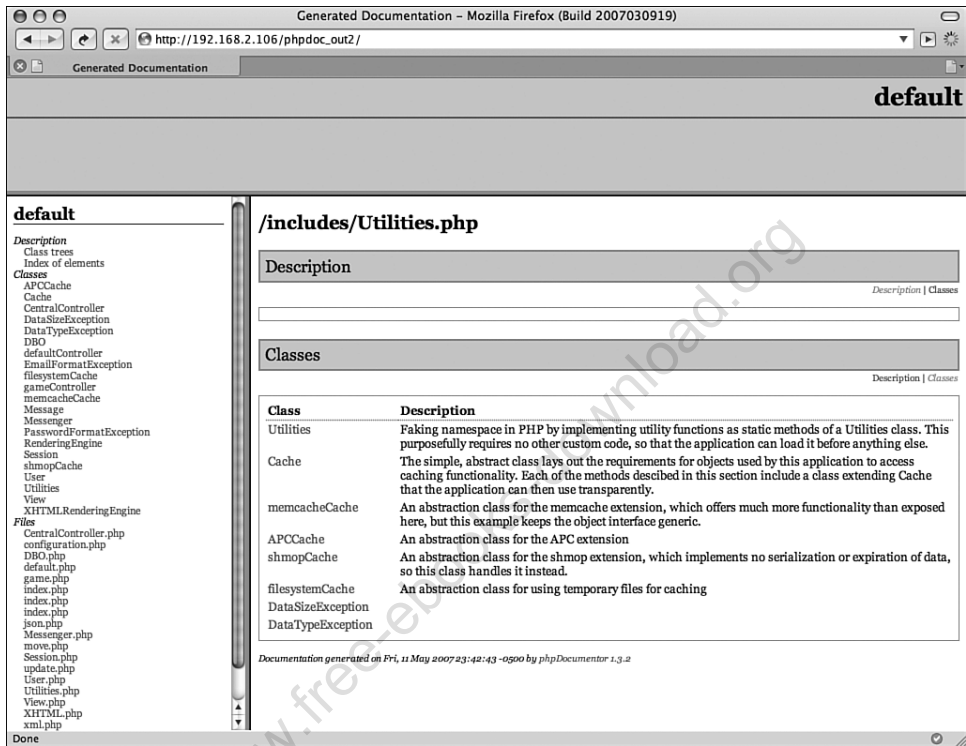 Generated Documentation – Mozilla Firefox (Build 2007030919)
http://192.168.2.106/phpdoc_out2/
Generated Documentation
default
default
Description
Class trees
Index of elements
Classes
APCCache
Cache
CentralController
DataSizeException
DataTypeException
DBO
defaultController
EmailFormatException
filesystemCache
gameController
memcacheCache
Message
Messenger
PasswordFormatException
RenderingEngine
Session
shmopCache
User
Utilities
View
XHTMLRenderingEngine
Files
CentralController.php
configuration.php
DBO.php
default.php
game.php
index.php
index.php
index.php
json.php
Messenger.php
move.php
Session.php
update.php
User.php
Utilities.php
View.php
XHTML.php
xml.php
/includes/Utilities.php
Description
Description | Classes
Classes
Description | Classes
Class Description
Utilities Faking namespace in PHP by implementing utility functions as static methods of a Utilities class. This
purposefully requires no other custom code, so that the application can load it before anything else.
Cache The simple, abstract class lays out the requirements for objects used by this application to access
caching functionality. Each of the methods descibed in this section include a class extending Cache
that the application can then use transparently.
memcacheCache An abstraction class for the memcache extension, which offers much more functionality than exposed
here, but this example keeps the object interface generic.
APCCache An abstraction class for the APC extension
shmopCache An abstraction class for the shmop extension, which implements no serialization or expiration of data,
so this class handles it instead.
filesystemCache An abstraction class for using temporary files for caching
DataSizeException
DataTypeException
Documentation generated on Fri, 11 May 2007 23:42:43 -0500 by phpDocumentor 1.3.2
Done
w.free-ebooks-download.org